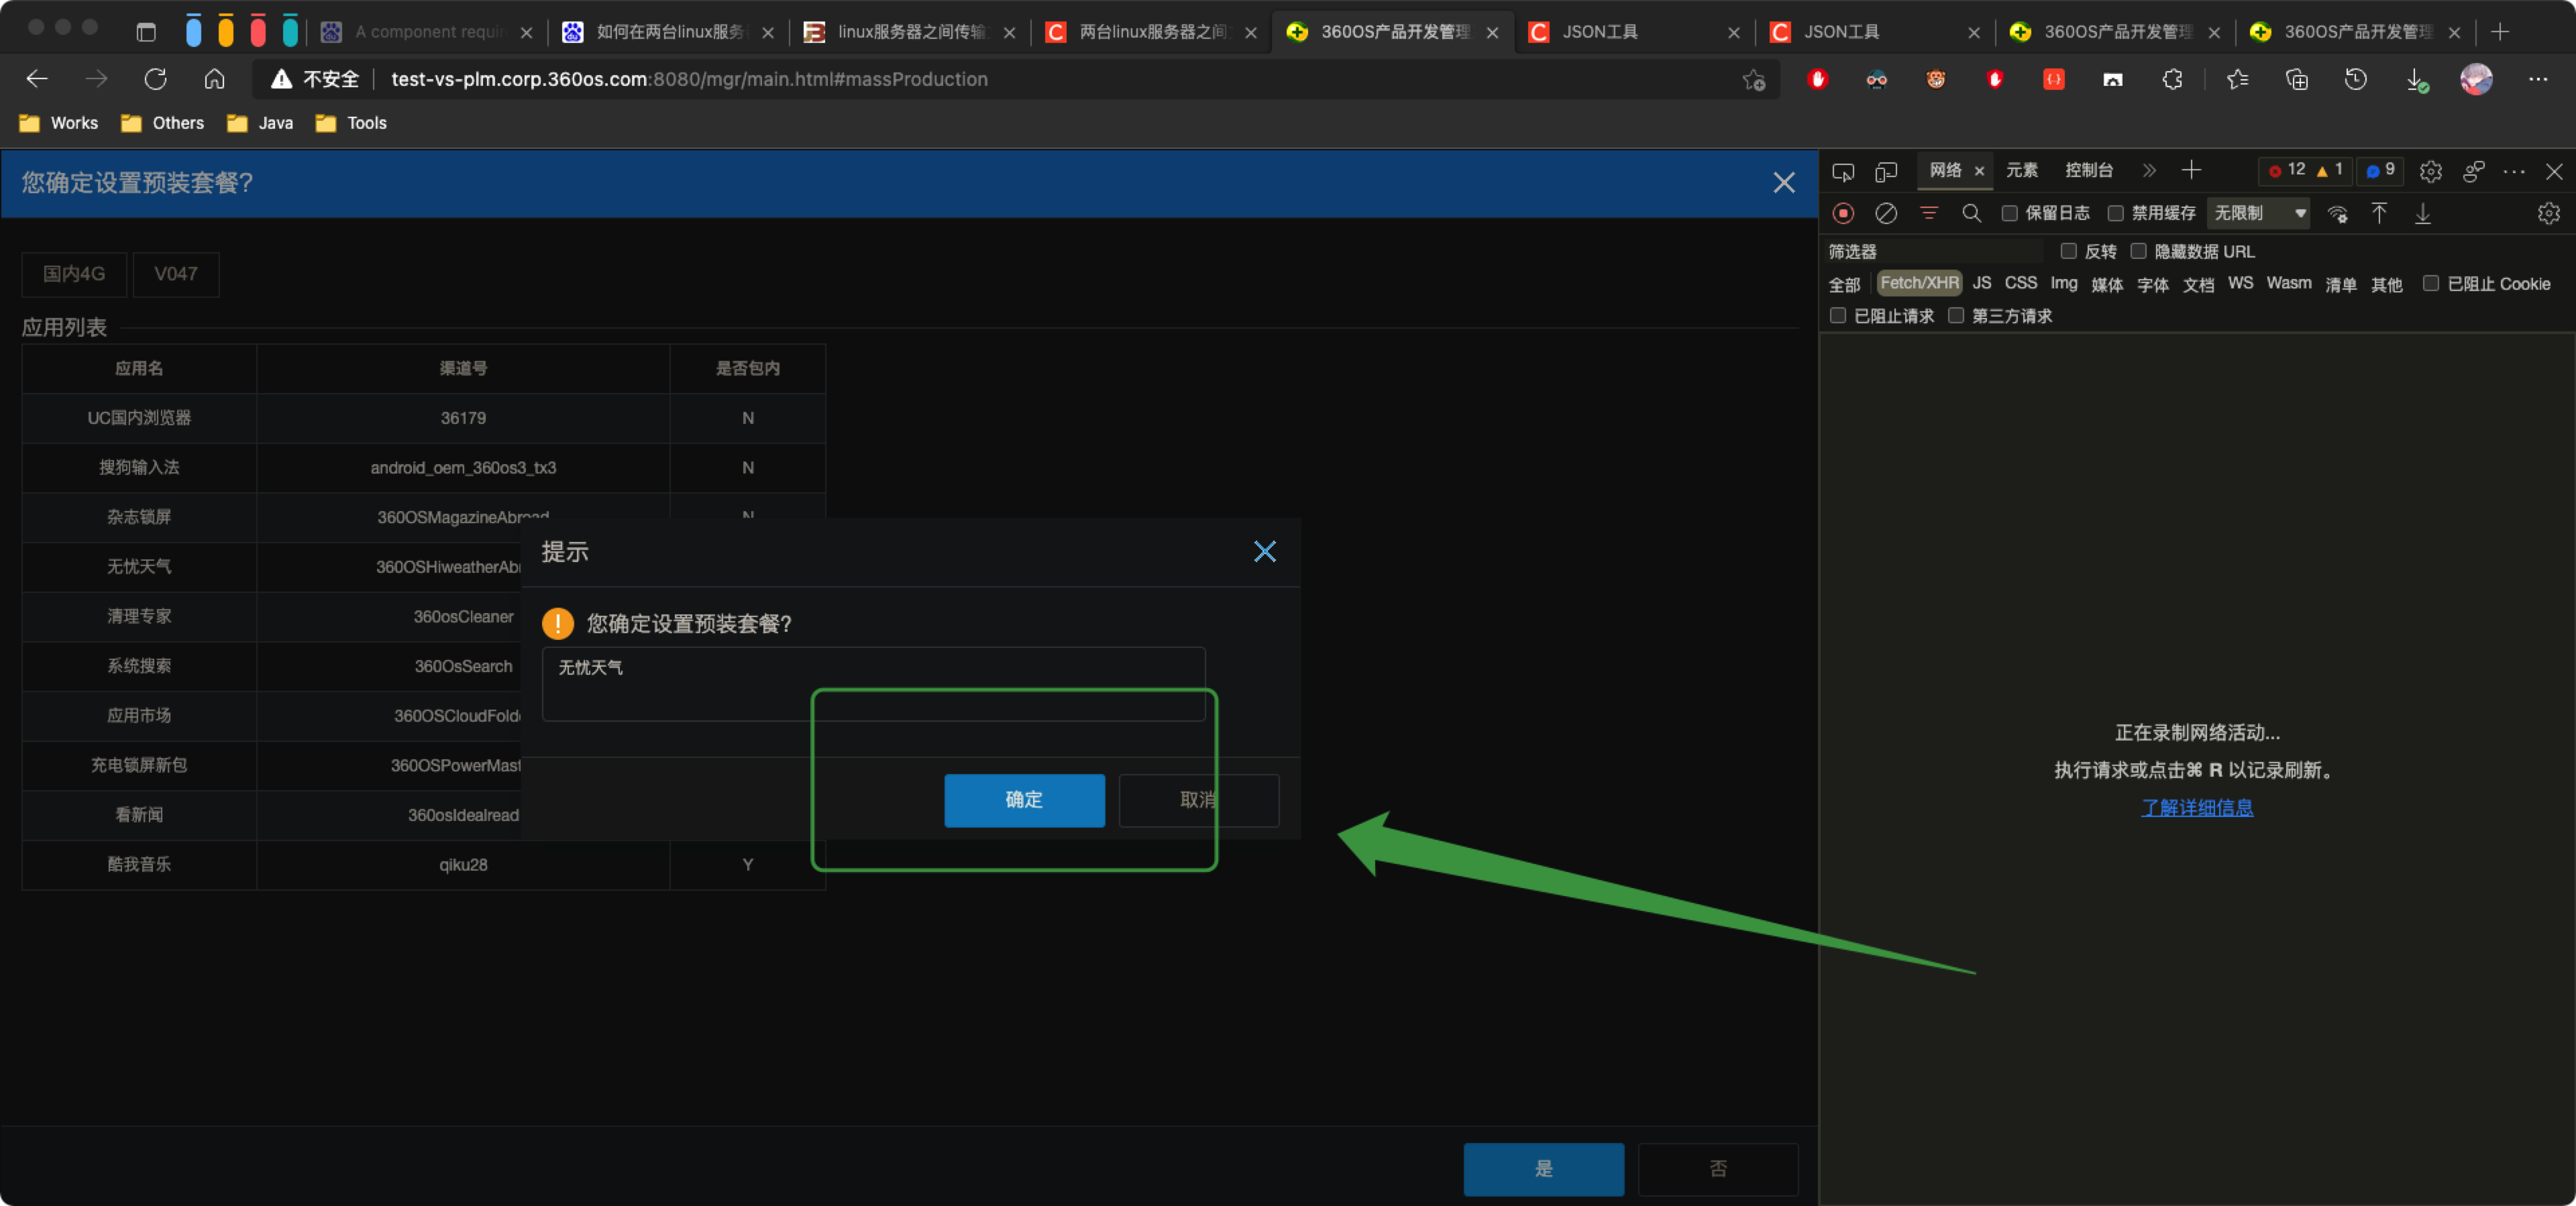 A component requir
如何在两台linux服务
linux服务器之间传输
两台linux服务器之间
360OS产品开发管理
JSON工具
JSON工具
360OS产品开发管理
360OS产品开发管理
不安全 test-vs-plm.corp.360os.com:8080/mgr/main.html#massProduction
Works Others Java Tools
您确定设置预装套餐?
国内4G V047
应用列表
应用名 渠道号 是否包内
UC国内浏览器 36179 N
搜狗输入法 android_oem_360os3_tx3 N
杂志锁屏 360OSMagazineAbroad N
无忧天气 360OSHiweatherAbr
清理专家 360osCleaner
系统搜索 360OsSearch
应用市场 360OSCloudFolde
充电锁屏新包 360OSPowerMast
看新闻 360osIdealread
酷我音乐 qiku28 Y
提示
您确定设置预装套餐?
无忧天气
确定 取消
是 否
网络 元素 控制台 12 1 9
保留日志 禁用缓存 无限制
筛选器 反转 隐藏数据 URL
全部 Fetch/XHR JS CSS Img 媒体 字体 文档 WS Wasm 清单 其他 已阻止 Cookie
已阻止请求 第三方请求
正在录制网络活动...
执行请求或点击⌘ R 以记录刷新。
了解详细信息